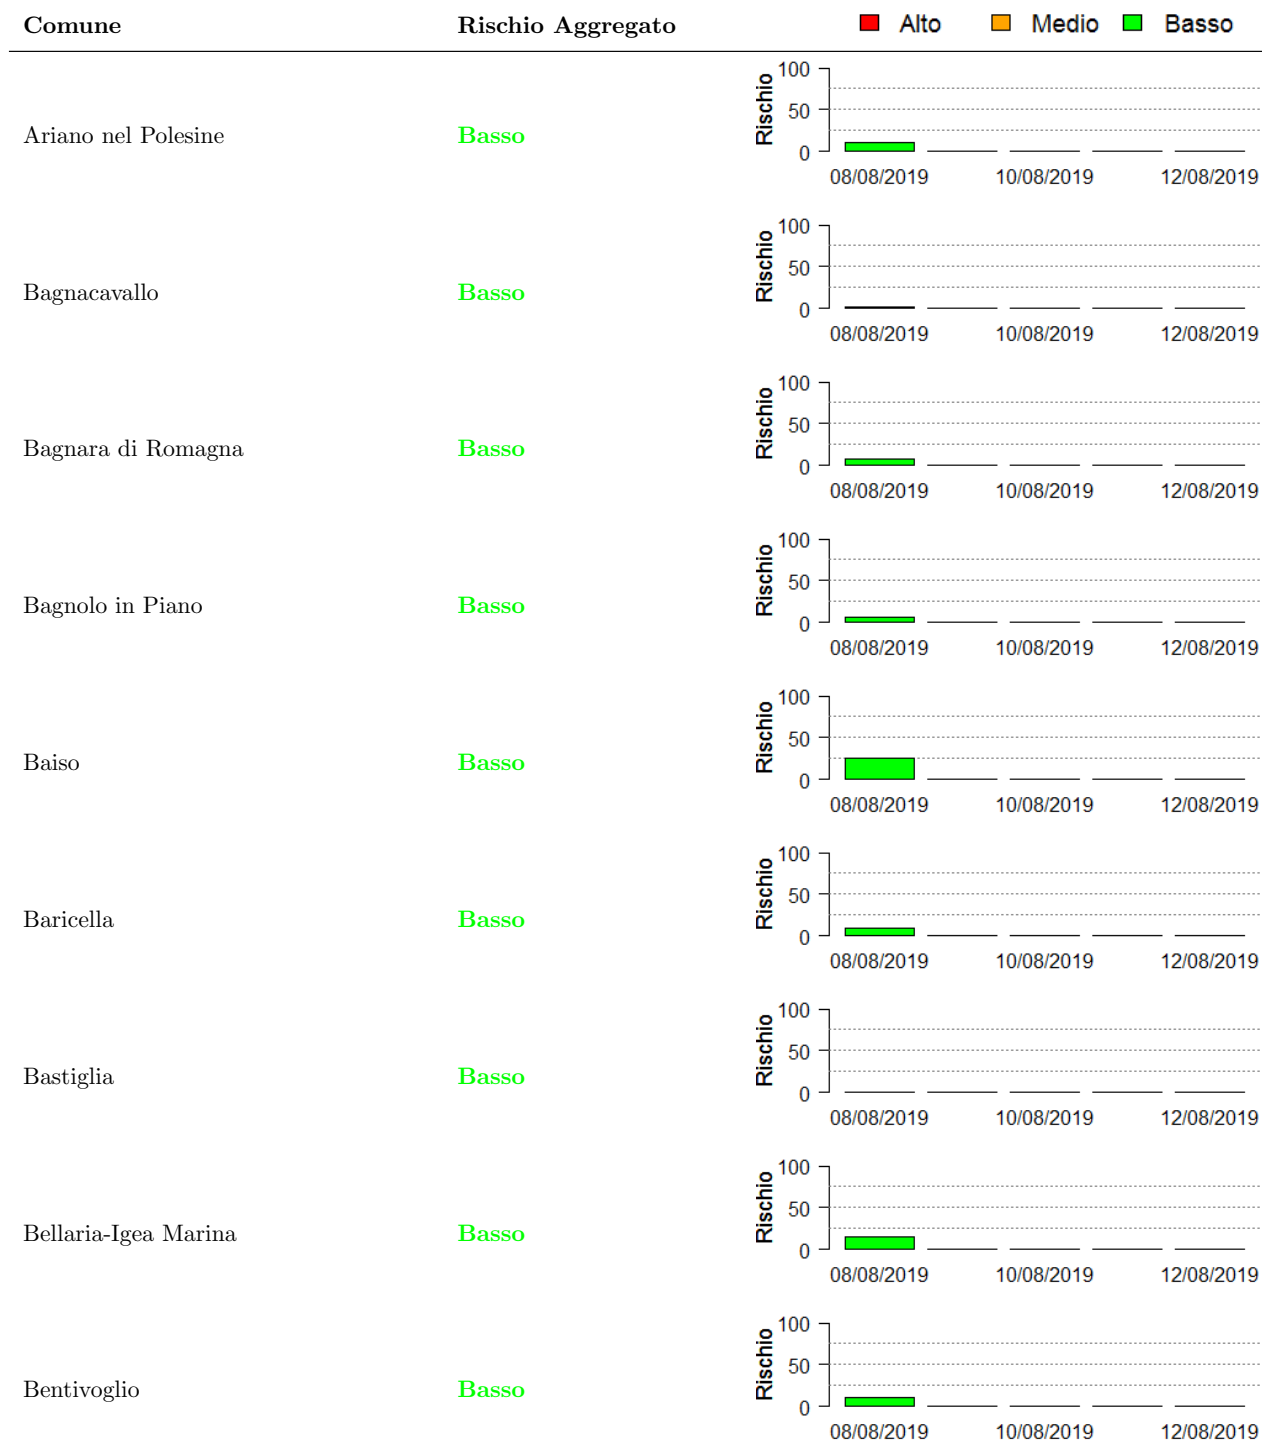 Comune Rischio Aggregato Alto Medio Basso
Ariano nel Polesine Basso
Rischio
100
50
0
08/08/2019 10/08/2019 12/08/2019
Bagnacavallo Basso
Rischio
100
50
0
08/08/2019 10/08/2019 12/08/2019
Bagnara di Romagna Basso
Rischio
100
50
0
08/08/2019 10/08/2019 12/08/2019
Bagnolo in Piano Basso
Rischio
100
50
0
08/08/2019 10/08/2019 12/08/2019
Baiso Basso
Rischio
100
50
0
08/08/2019 10/08/2019 12/08/2019
Baricella Basso
Rischio
100
50
0
08/08/2019 10/08/2019 12/08/2019
Bastiglia Basso
Rischio
100
50
0
08/08/2019 10/08/2019 12/08/2019
Bellaria-Igea Marina Basso
Rischio
100
50
0
08/08/2019 10/08/2019 12/08/2019
Bentivoglio Basso
Rischio
100
50
0
08/08/2019 10/08/2019 12/08/2019